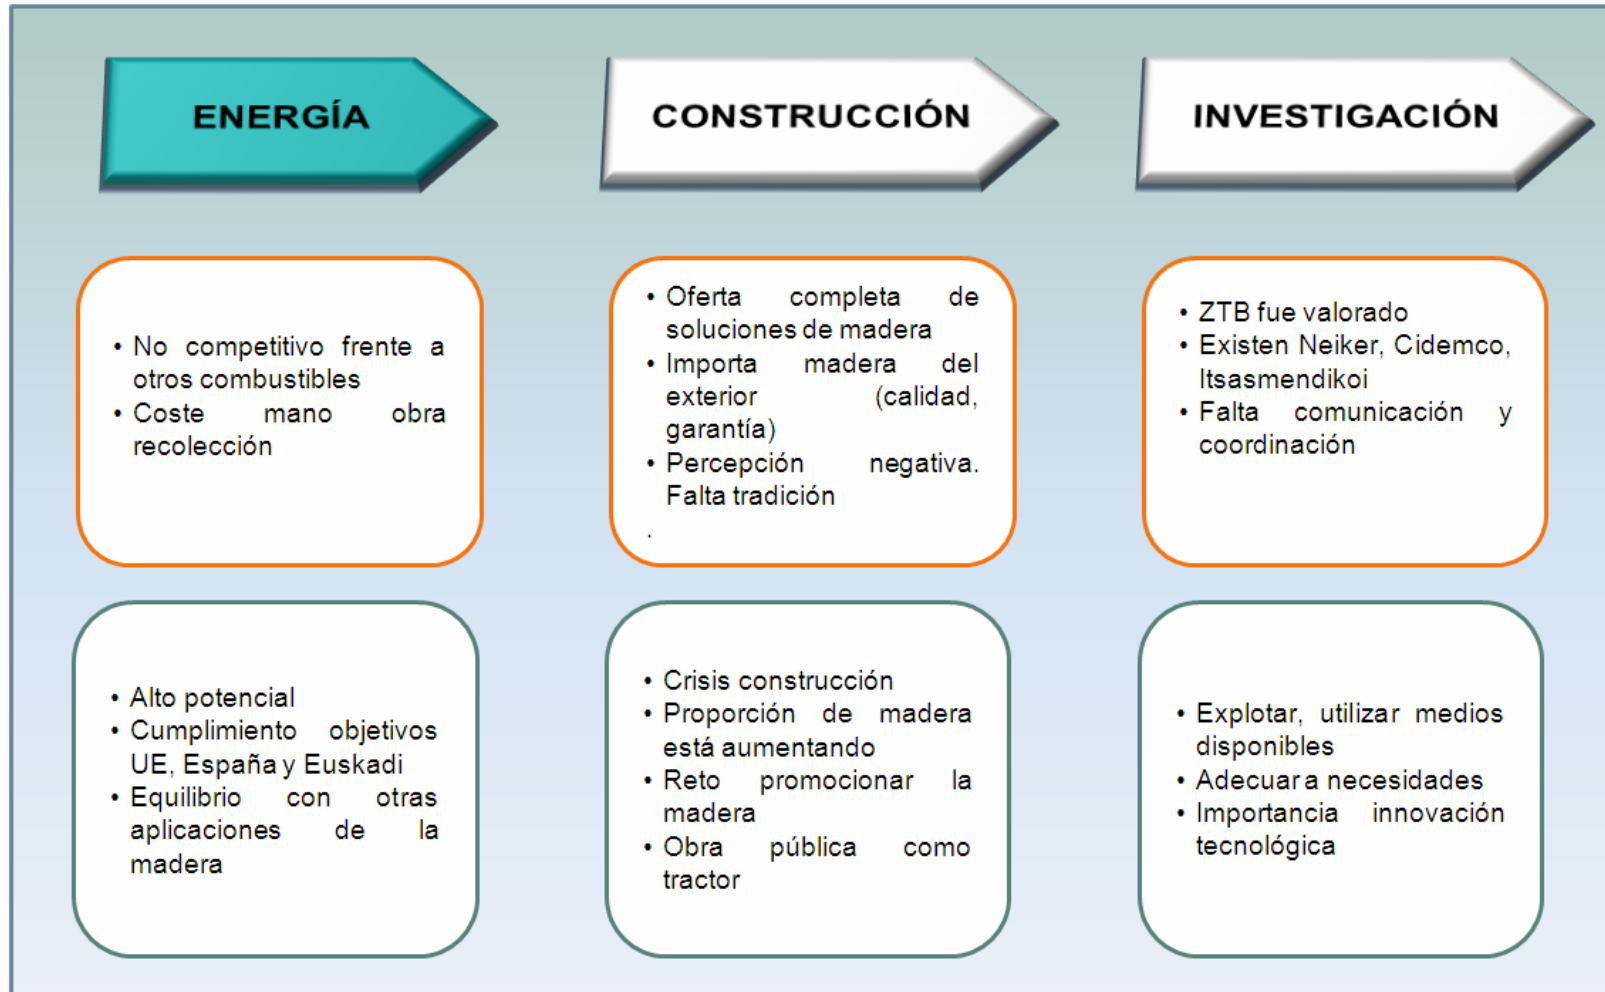 ENERGÍA
CONSTRUCCIÓN
INVESTIGACIÓN
• No competitivo frente a
otros combustibles
• Coste mano obra
recolección
• Oferta completa de
soluciones de madera
• Importa madera del
exterior (calidad,
garantía)
• Percepción negativa.
Falta tradición
.
• ZTB fue valorado
• Existen Neiker, Cidemco,
Itsasmendikoi
• Falta comunicación y
coordinación
• Alto potencial
• Cumplimiento objetivos
UE, España y Euskadi
• Equilibrio con otras
aplicaciones de la
madera
• Crisis construcción
• Proporción de madera
está aumentando
• Reto promocionar la
madera
• Obra pública como
tractor
• Explotar, utilizar medios
disponibles
• Adecuar a necesidades
• Importancia innovación
tecnológica